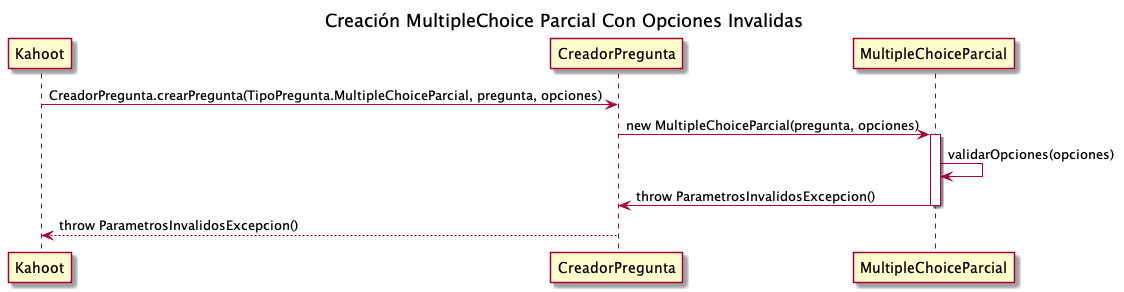 Creación MultipleChoice Parcial Con Opciones Invalidas
Kahoot
CreadorPregunta
MultipleChoiceParcial
CreadorPregunta.crearPregunta(TipoPregunta.MultipleChoiceParcial, pregunta, opciones)
new MultipleChoiceParcial(pregunta, opciones)
validarOpciones(opciones)
throw ParametrosInvalidosExcepcion()
throw ParametrosInvalidosExcepcion()
Kahoot
CreadorPregunta
MultipleChoiceParcial